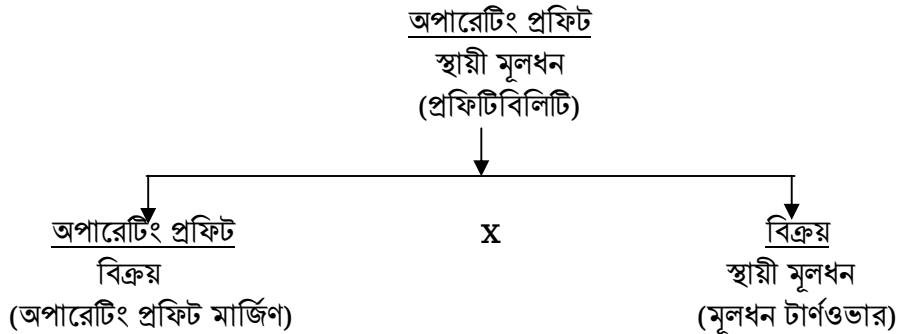 অপারেটিং প্রফিট
স্থায়ী মূলধন
(প্রফিটিবিলিটি)
অপারেটিং প্রফিট x বিক্রয়
বিক্রয় স্থায়ী মূলধন
(অপারেটিং প্রফিট মার্জিণ) (মূলধন টার্ণওভার)